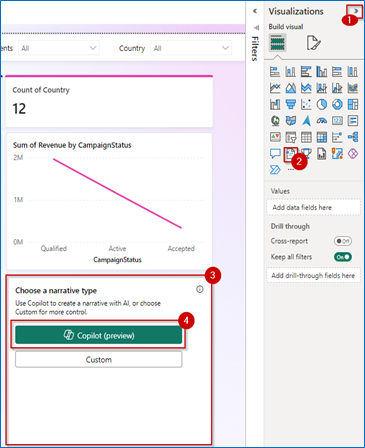 ents
All
Country
All
Count of Country
12
Sum of Revenue by CampaignStatus
2M
1M
0M
Qualified
Active
Accepted
CampaignStatus
3
Choose a narrative type
Use Copilot to create a narrative with AI, or choose
Custom for more control.
4
Copilot (preview)
Custom
Filters
Visualizations
1
Build visual
2
Values
Add data fields here
Drill through
Cross-report
Off
Keep all filters
On
Add drill-through fields here